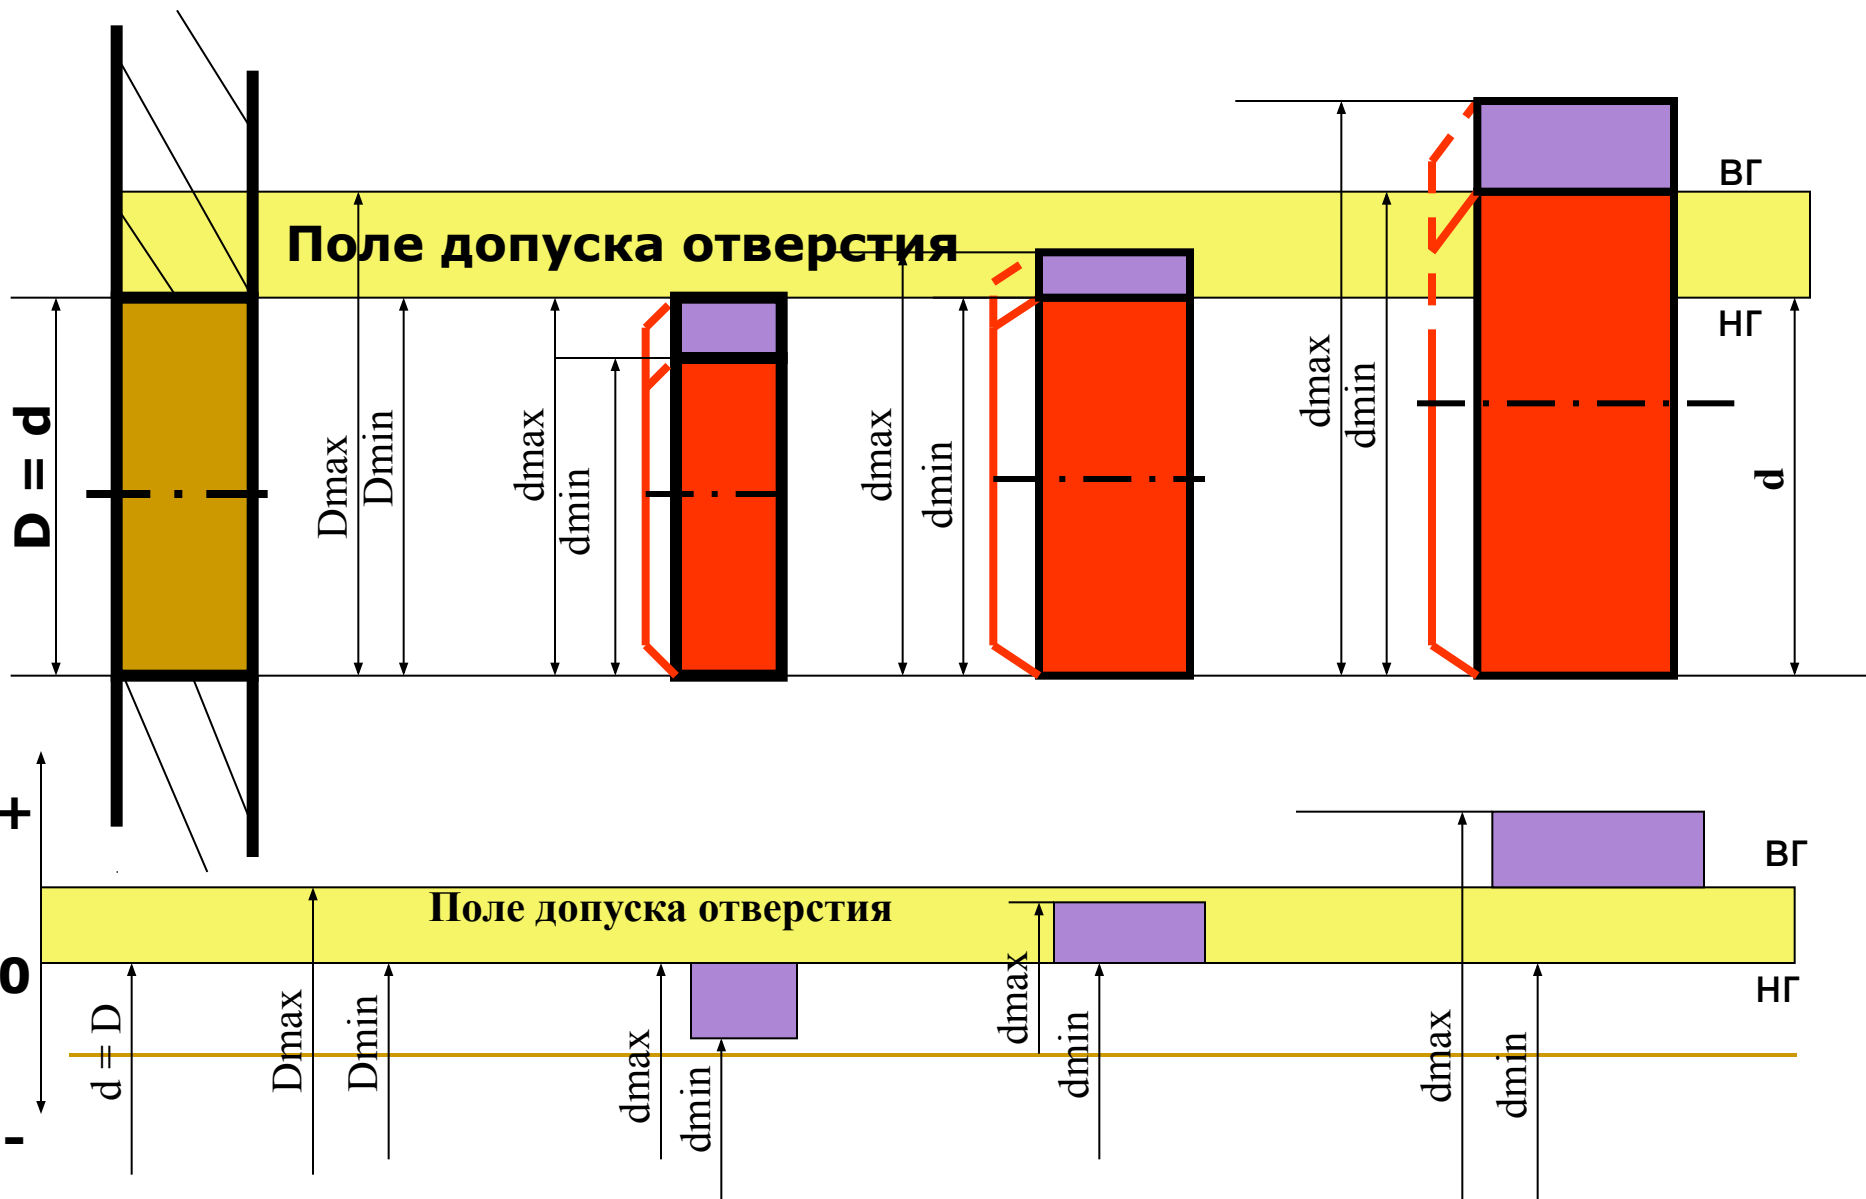 вг
Поле допуска отверстия
нг
D = d
Dmax
Dmin
dmax
dmin
dmax
dmin
dmax
dmin
d
+
вг
Поле допуска отверстия
0
нг
d = D
Dmax
Dmin
dmax
dmin
dmax
dmin
dmax
dmin
-